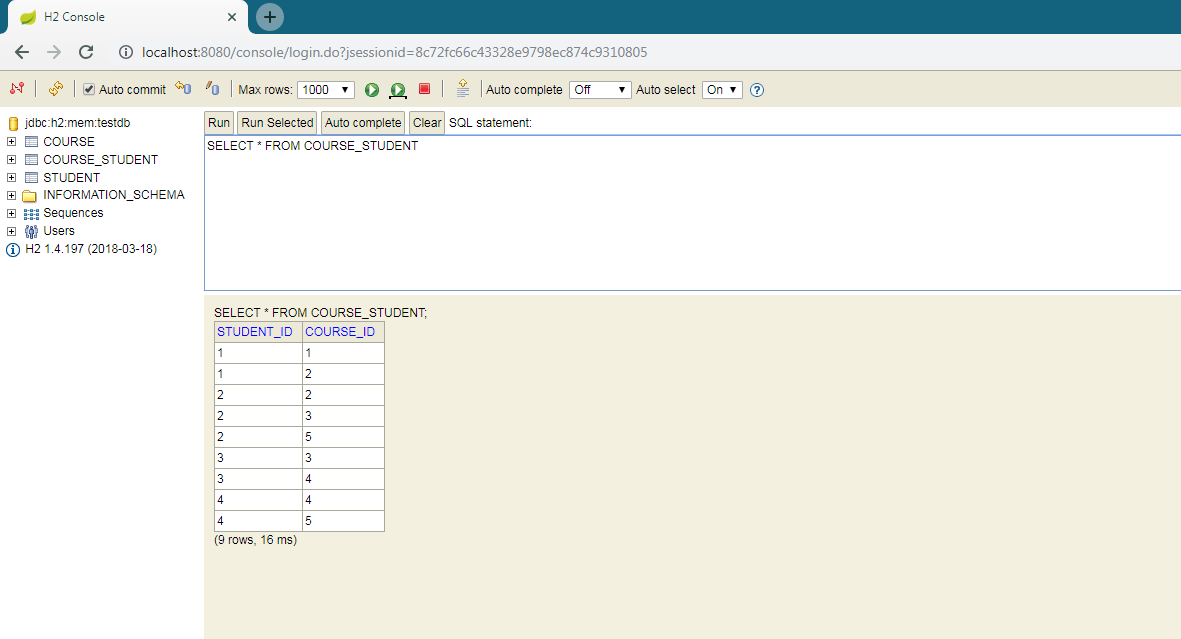 H2 Console
localhost:8080/console/login.do?jsessionid=8c72fc66c43328e9798ec874c9310805
Auto commit Max rows: 1000 Auto complete Off Auto select On
jdbc:h2:mem:testdb
COURSE
COURSE_STUDENT
STUDENT
INFORMATION_SCHEMA
Sequences
Users
H2 1.4.197 (2018-03-18)
Run Run Selected Auto complete Clear SQL statement:
SELECT * FROM COURSE_STUDENT
SELECT * FROM COURSE_STUDENT;
STUDENT_ID COURSE_ID
1 1
1 2
2 2
2 3
2 5
3 3
3 4
4 4
4 5
(9 rows, 16 ms)